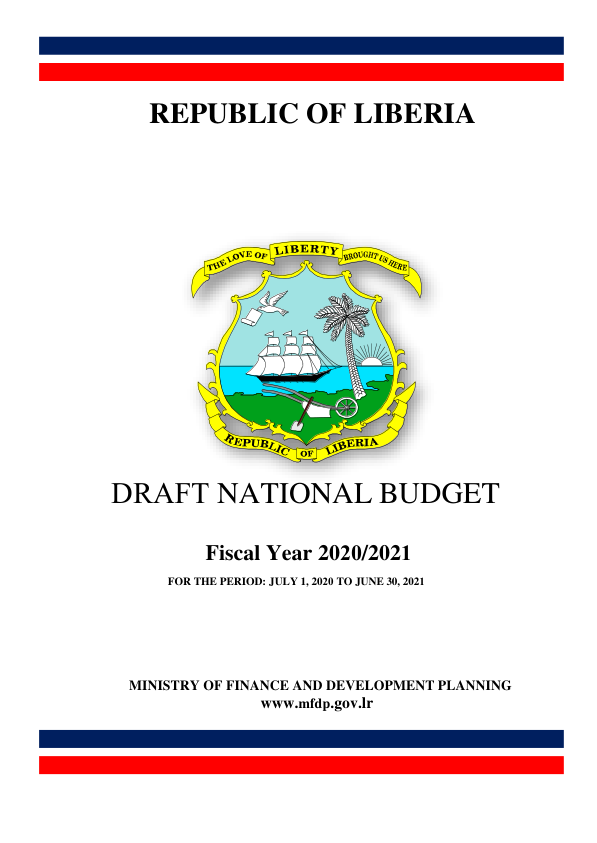 REPUBLIC OF LIBERIA
THE LOVE OF LIBERTY BROUGHT US HERE
REPUBLIC OF LIBERIA
DRAFT NATIONAL BUDGET
Fiscal Year 2020/2021
FOR THE PERIOD: JULY 1, 2020 TO JUNE 30, 2021
MINISTRY OF FINANCE AND DEVELOPMENT PLANNING
www.mfdp.gov.lr